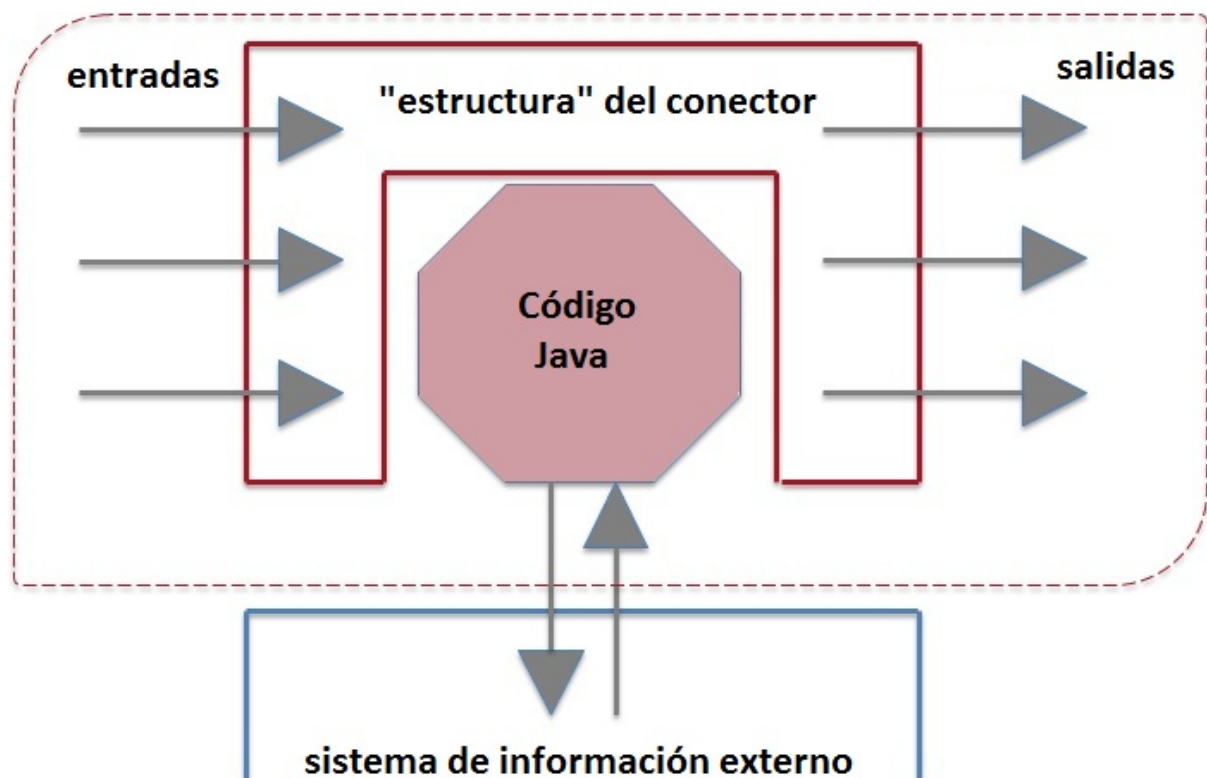 entradas
"estructura" del conector
salidas
Código
Java
sistema de información externo